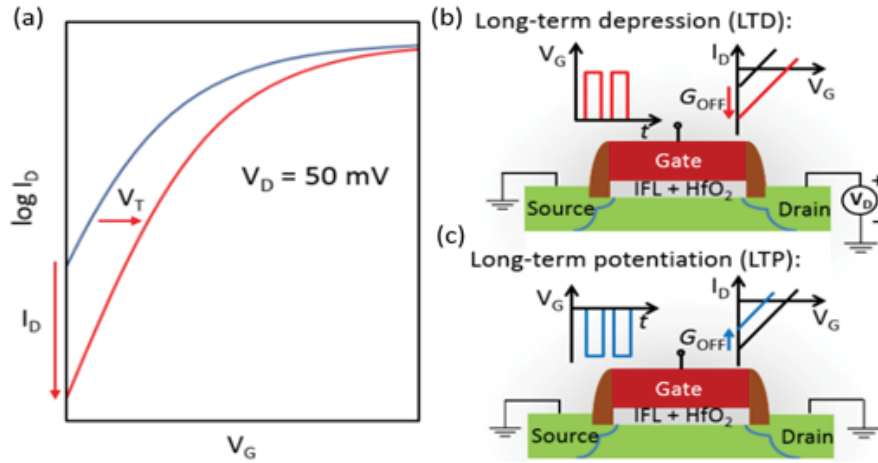 (a)
log I_D
V_T
V_D = 50 mV
I_D
V_G
(b)
Long-term depression (LTD):
V_G
t
I_D
V_G
G_OFF
Gate
IFL + HfO₂
Source
Drain
V_D
+
−
(c)
Long-term potentiation (LTP):
V_G
t
I_D
V_G
G_OFF
Gate
IFL + HfO₂
Source
Drain